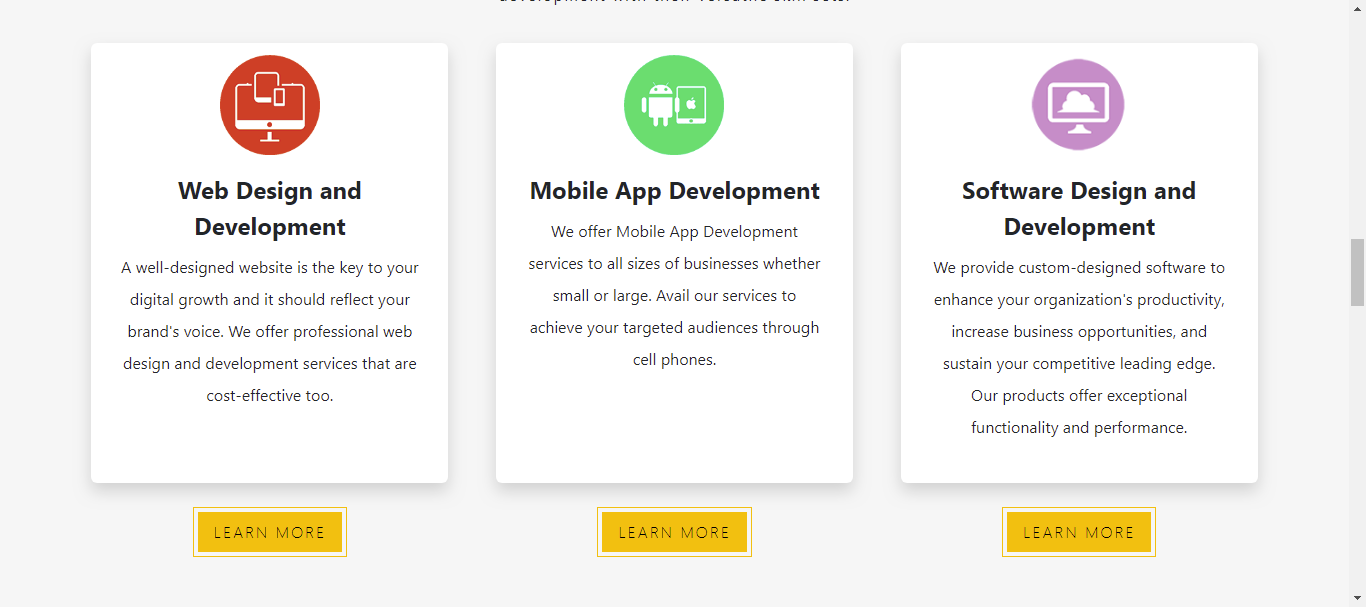 Web Design and
Development
A well-designed website is the key to your
digital growth and it should reflect your
brand's voice. We offer professional web
design and development services that are
cost-effective too.
LEARN MORE
Mobile App Development
We offer Mobile App Development
services to all sizes of businesses whether
small or large. Avail our services to
achieve your targeted audiences through
cell phones.
LEARN MORE
Software Design and
Development
We provide custom-designed software to
enhance your organization's productivity,
increase business opportunities, and
sustain your competitive leading edge.
Our products offer exceptional
functionality and performance.
LEARN MORE